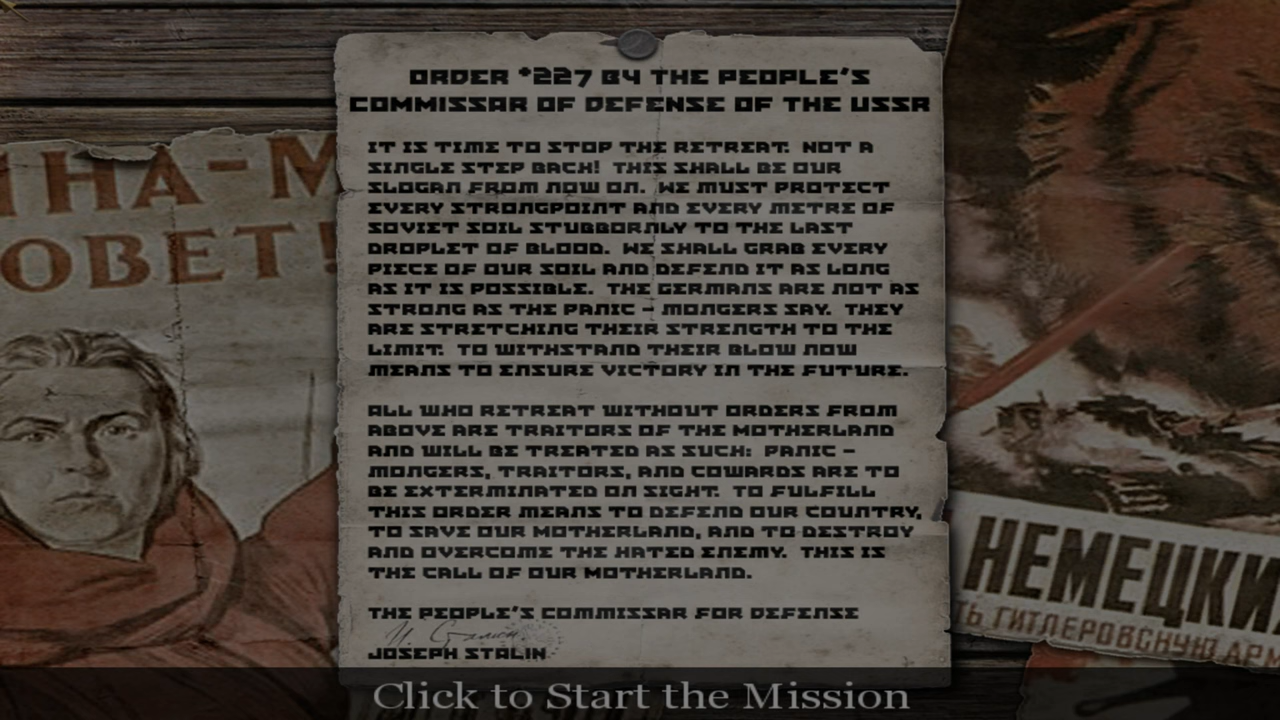 ORDER *227 BY THE PEOPLE'S
COMMISSAR OF DEFENSE OF THE USSR
IT IS TIME TO STOP THE RETREAT. NOT A
SINGLE STEP BACK! THIS SHALL BE OUR
SLOGAN FROM NOW ON. WE MUST PROTECT
EVERY STRONGPOINT AND EVERY METRE OF
SOVIET SOIL STUBBORNLY TO THE LAST
DROPLET OF BLOOD. WE SHALL GRAB EVERY
PIECE OF OUR SOIL AND DEFEND IT AS LONG
AS IT IS POSSIBLE. THE GERMANS ARE NOT AS
STRONG AS THE PANIC - MONGERS SAY. THEY
ARE STRETCHING THEIR STRENGTH TO THE
LIMIT. TO WITHSTAND THEIR BLOW NOW
MEANS TO ENSURE VICTORY IN THE FUTURE.
ALL WHO RETREAT WITHOUT ORDERS FROM
ABOVE ARE TRAITORS OF THE MOTHERLAND
AND WILL BE TREATED AS SUCH: PANIC -
MONGERS, TRAITORS, AND COWARDS ARE TO
BE EXTERMINATED ON SIGHT. TO FULFILL
THIS ORDER MEANS TO DEFEND OUR COUNTRY,
TO SAVE OUR MOTHERLAND, AND TO DESTROY
AND OVERCOME THE HATED ENEMY. THIS IS
THE CALL OF OUR MOTHERLAND.
THE PEOPLE'S COMMISSAR FOR DEFENSE
И. Сталин
JOSEPH STALIN
ИНА-М
ОВЕТ!
НЕМЕЦКИ
ТЬ ГИТЛЕРОВСКУЮ АРМ
Click to Start the Mission